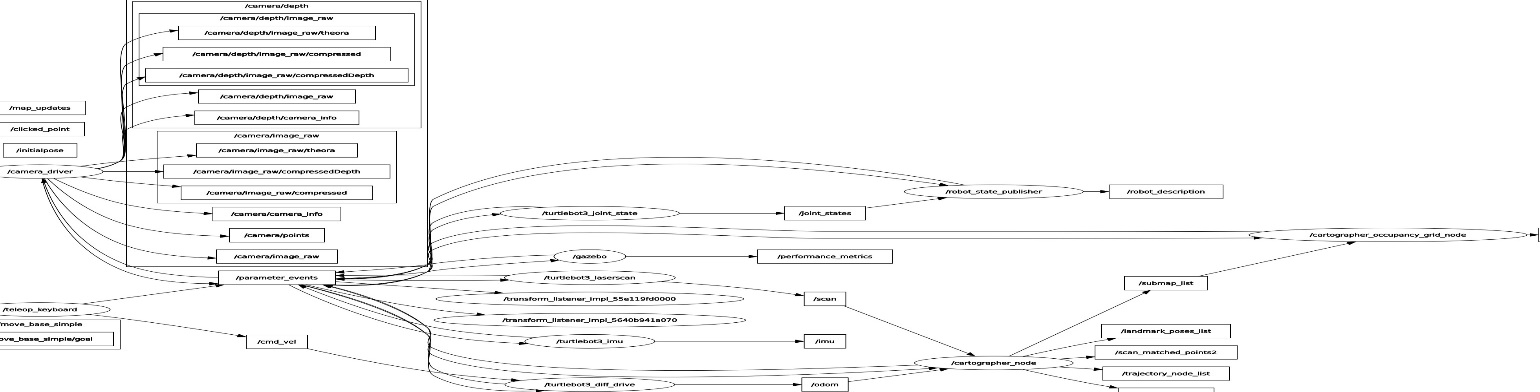 /camera/depth
/camera/depth/image_raw
/camera/depth/image_raw/theora
/camera/depth/image_raw/compressed
/camera/depth/image_raw/compressedDepth
/camera/depth/image_raw
/camera/depth/camera_info
/map_updates
/clicked_point
/initialpose
/camera_driver
/camera/image_raw
/camera/image_raw/theora
/camera/image_raw/compressedDepth
/camera/image_raw/compressed
/camera/camera_info
/camera/points
/camera/image_raw
/parameter_events
/teleop_keyboard
/move_base_simple
ove_base_simple/goal
/cmd_vel
/robot_state_publisher
/robot_description
/turtlebot3_joint_state
/joint_states
/cartographer_occupancy_grid_node
/gazebo
/performance_metrics
/turtlebot3_laserscan
/submap_list
/transform_listener_impl_55e119fd0000
/scan
/transform_listener_impl_5640b941a070
/landmark_poses_list
/turtlebot3_imu
/imu
/scan_matched_points2
/cartographer_node
/trajectory_node_list
/turtlebot3_diff_drive
/odom